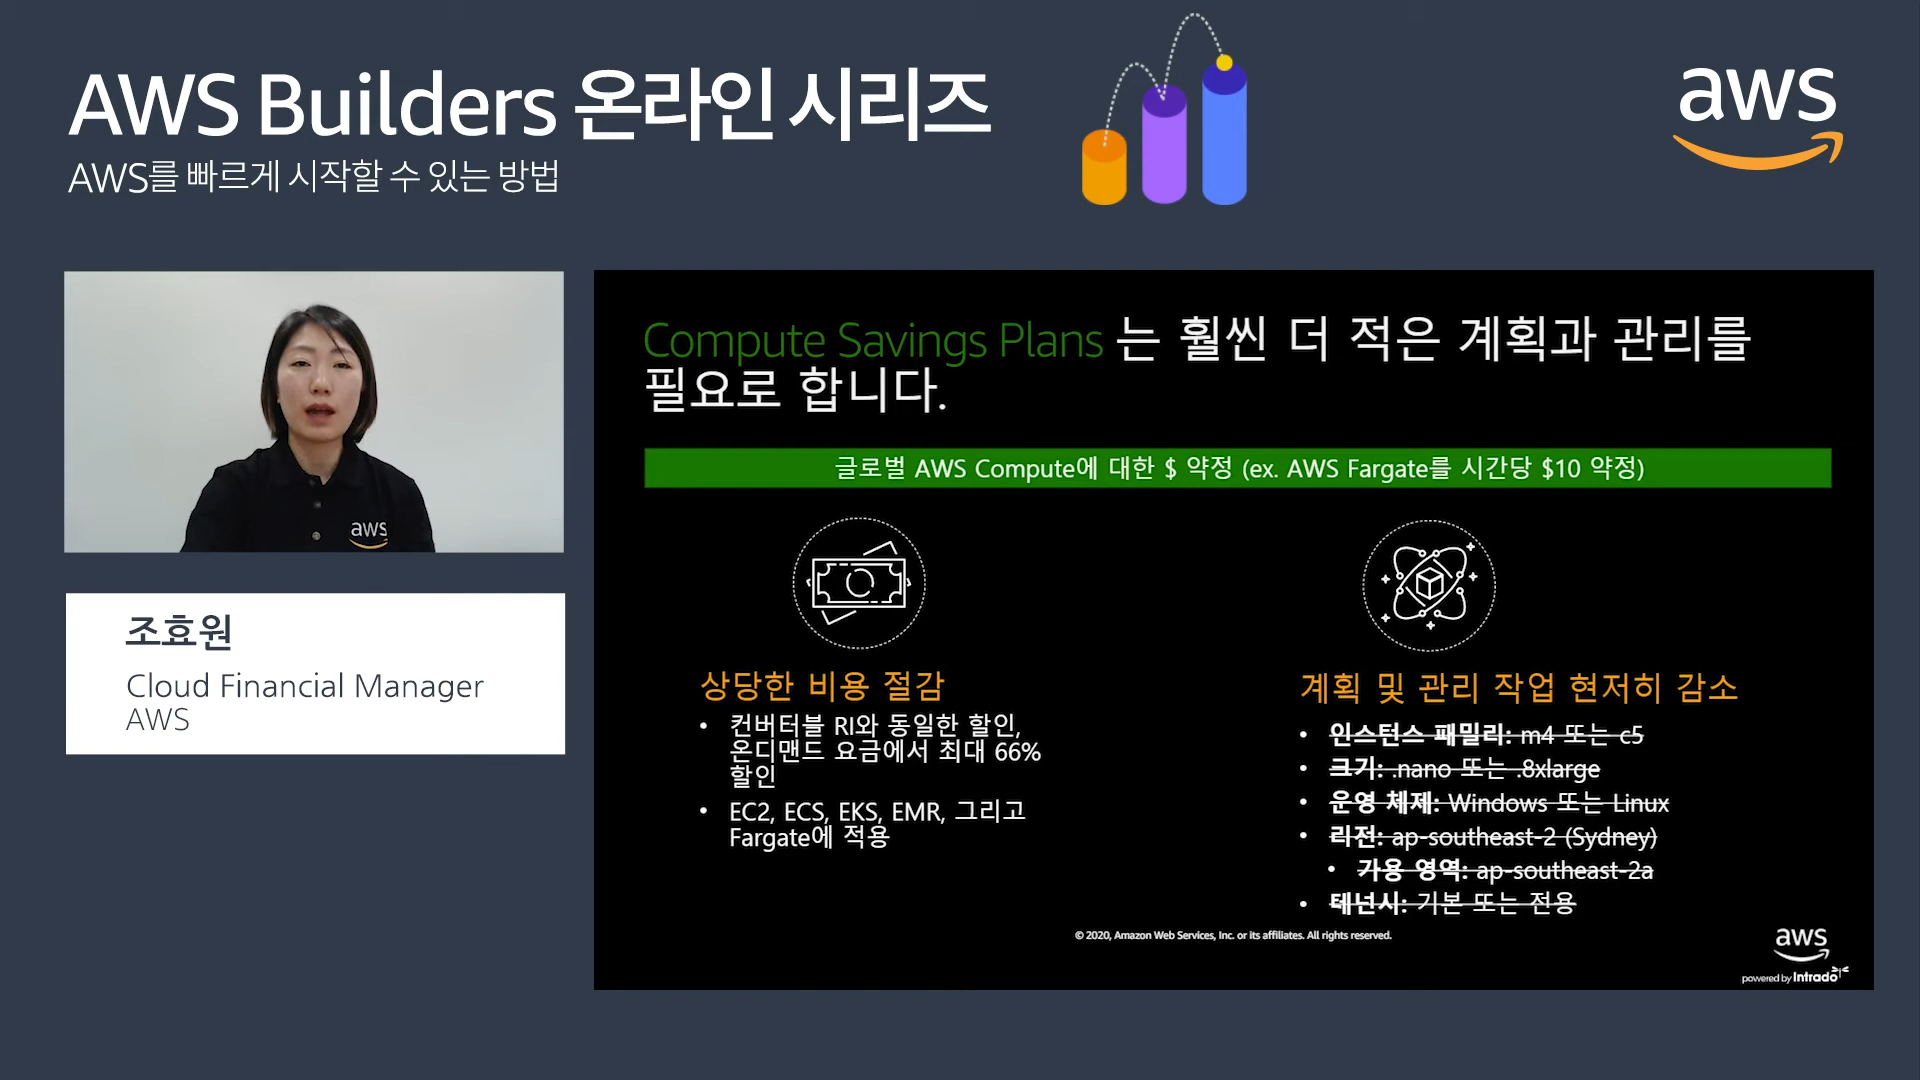 AWS Builders 온라인 시리즈
AWS를 빠르게 시작할 수 있는 방법
aws
aws
조효원
Cloud Financial Manager
AWS
Compute Savings Plans 는 훨씬 더 적은 계획과 관리를
필요로 합니다.
글로벌 AWS Compute에 대한 $ 약정 (ex. AWS Fargate를 시간당 $10 약정)
상당한 비용 절감
• 컨버터블 RI와 동일한 할인,
온디맨드 요금에서 최대 66%
할인
• EC2, ECS, EKS, EMR, 그리고
Fargate에 적용
계획 및 관리 작업 현저히 감소
• 인스턴스 패밀리: m4 또는 c5
• 크기: .nano 또는 .8xlarge
• 운영 체제: Windows 또는 Linux
• 리전: ap-southeast-2 (Sydney)
• 가용 영역: ap-southeast-2a
• 테넌시: 기본 또는 전용
© 2020, Amazon Web Services, Inc. or its affiliates. All rights reserved.
aws
powered by Intrado